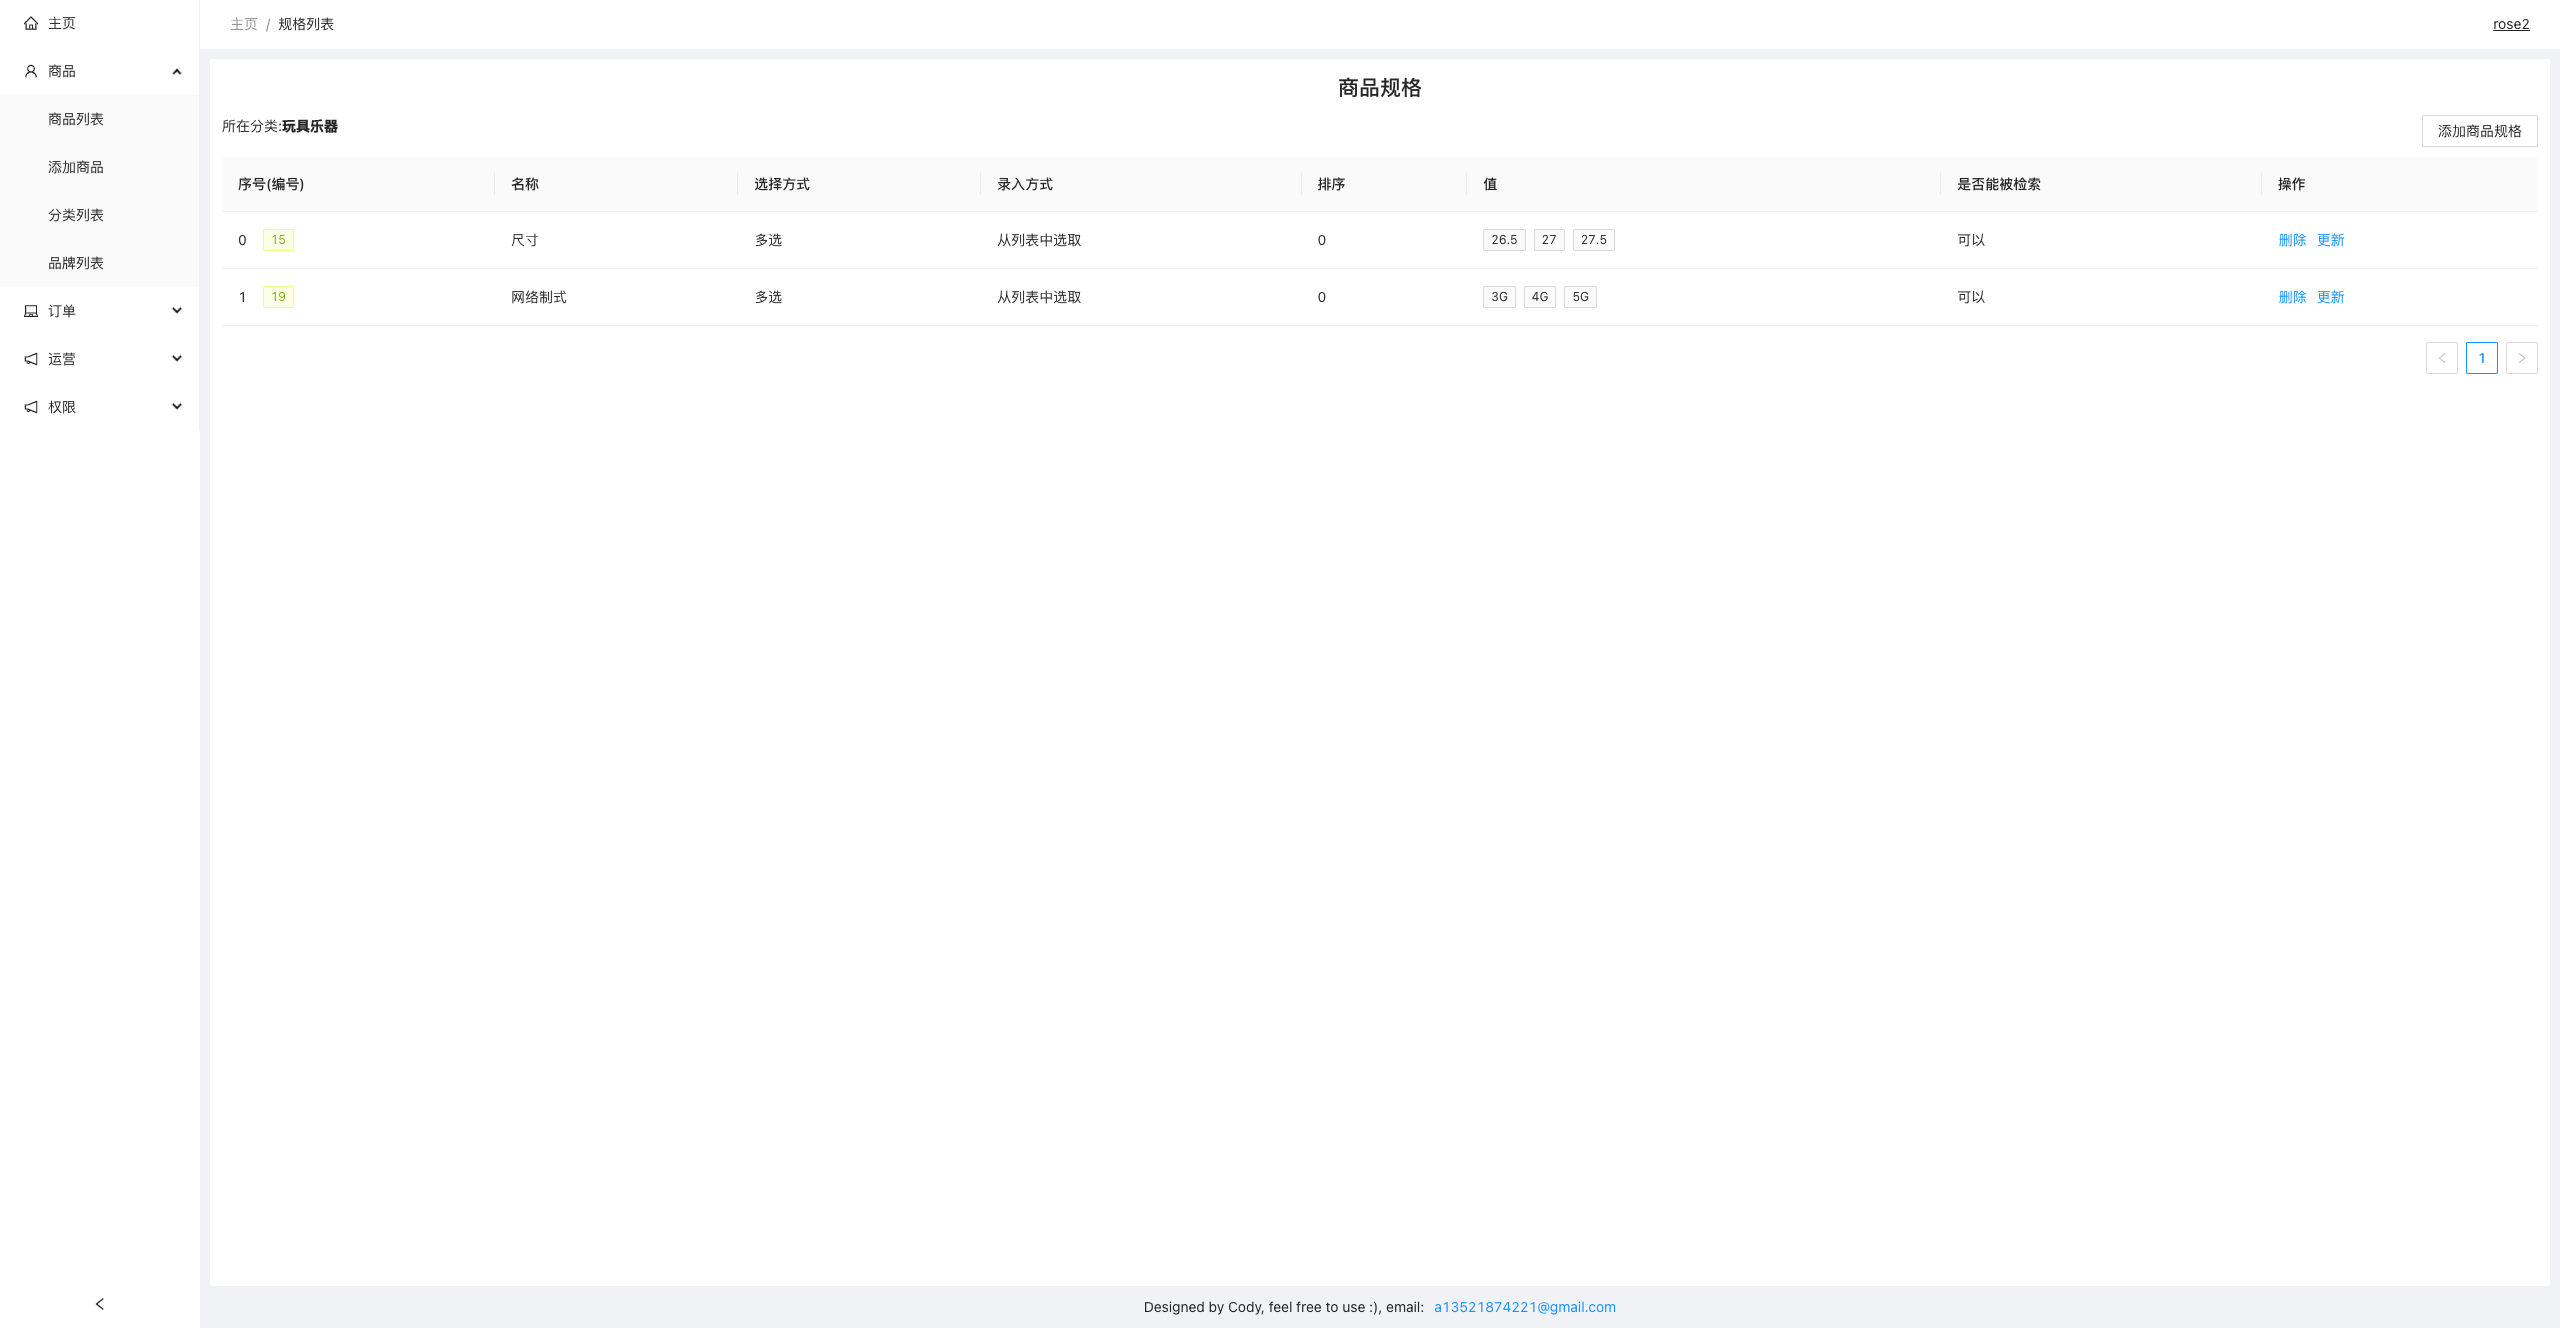 主页
商品
商品列表
添加商品
分类列表
品牌列表
订单
运营
权限
主页 / 规格列表
rose2
商品规格
所在分类:玩具乐器
添加商品规格
序号(编号) 名称 选择方式 录入方式 排序 值 是否能被检索 操作
0 15 尺寸 多选 从列表中选取 0 26.5 27 27.5 可以 删除 更新
1 19 网络制式 多选 从列表中选取 0 3G 4G 5G 可以 删除 更新
1
Designed by Cody, feel free to use :), email: a13521874221@gmail.com